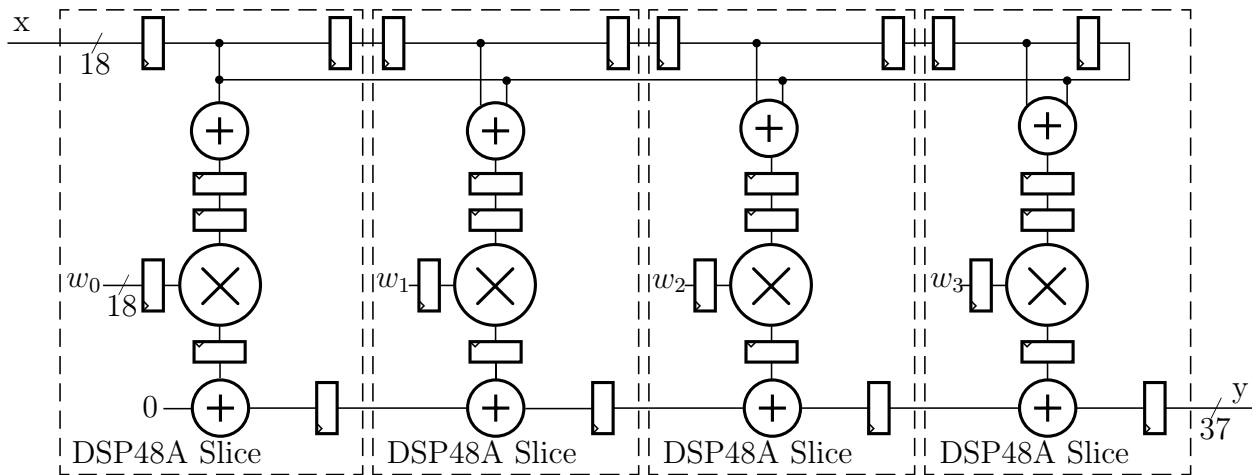 x
18
w₀
18
w₁
w₂
w₃
0
y
37
DSP48A Slice
DSP48A Slice
DSP48A Slice
DSP48A Slice